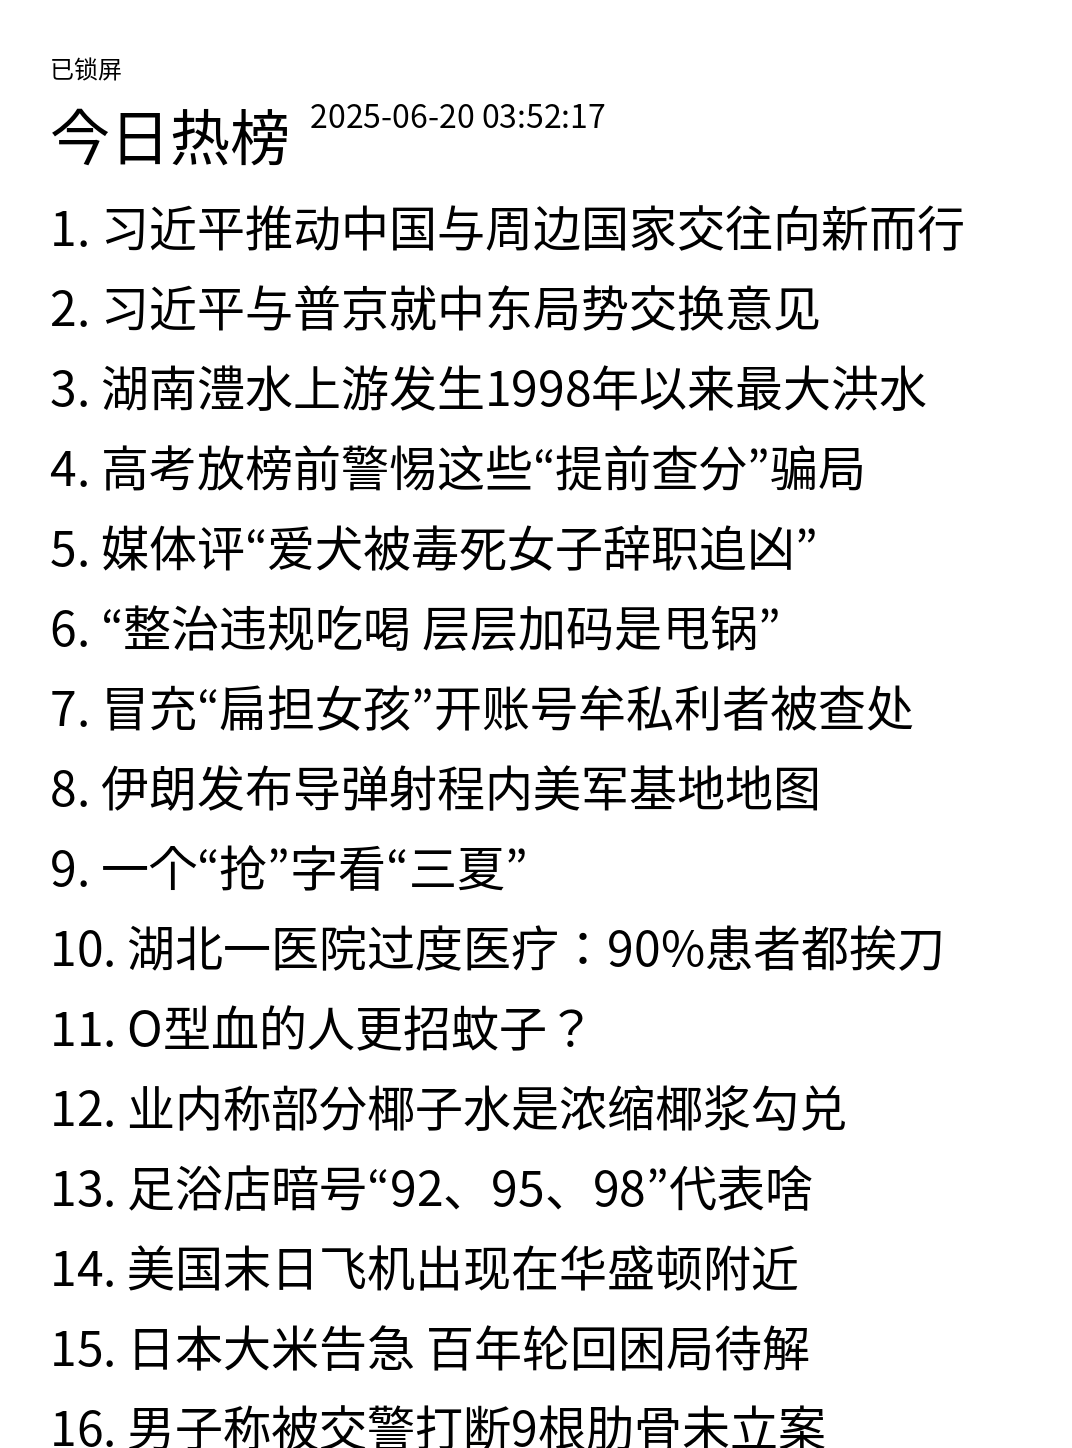 已锁屏
今日热榜 2025-06-20 03:52:17
1. 习近平推动中国与周边国家交往向新而行
2. 习近平与普京就中东局势交换意见
3. 湖南澧水上游发生1998年以来最大洪水
4. 高考放榜前警惕这些“提前查分”骗局
5. 媒体评“爱犬被毒死女子辞职追凶”
6. “整治违规吃喝 层层加码是甩锅”
7. 冒充“扁担女孩”开账号牟私利者被查处
8. 伊朗发布导弹射程内美军基地地图
9. 一个“抢”字看“三夏”
10. 湖北一医院过度医疗：90%患者都挨刀
11. O型血的人更招蚊子？
12. 业内称部分椰子水是浓缩椰浆勾兑
13. 足浴店暗号“92、95、98”代表啥
14. 美国末日飞机出现在华盛顿附近
15. 日本大米告急 百年轮回困局待解
16. 男子称被交警打断9根肋骨未立案